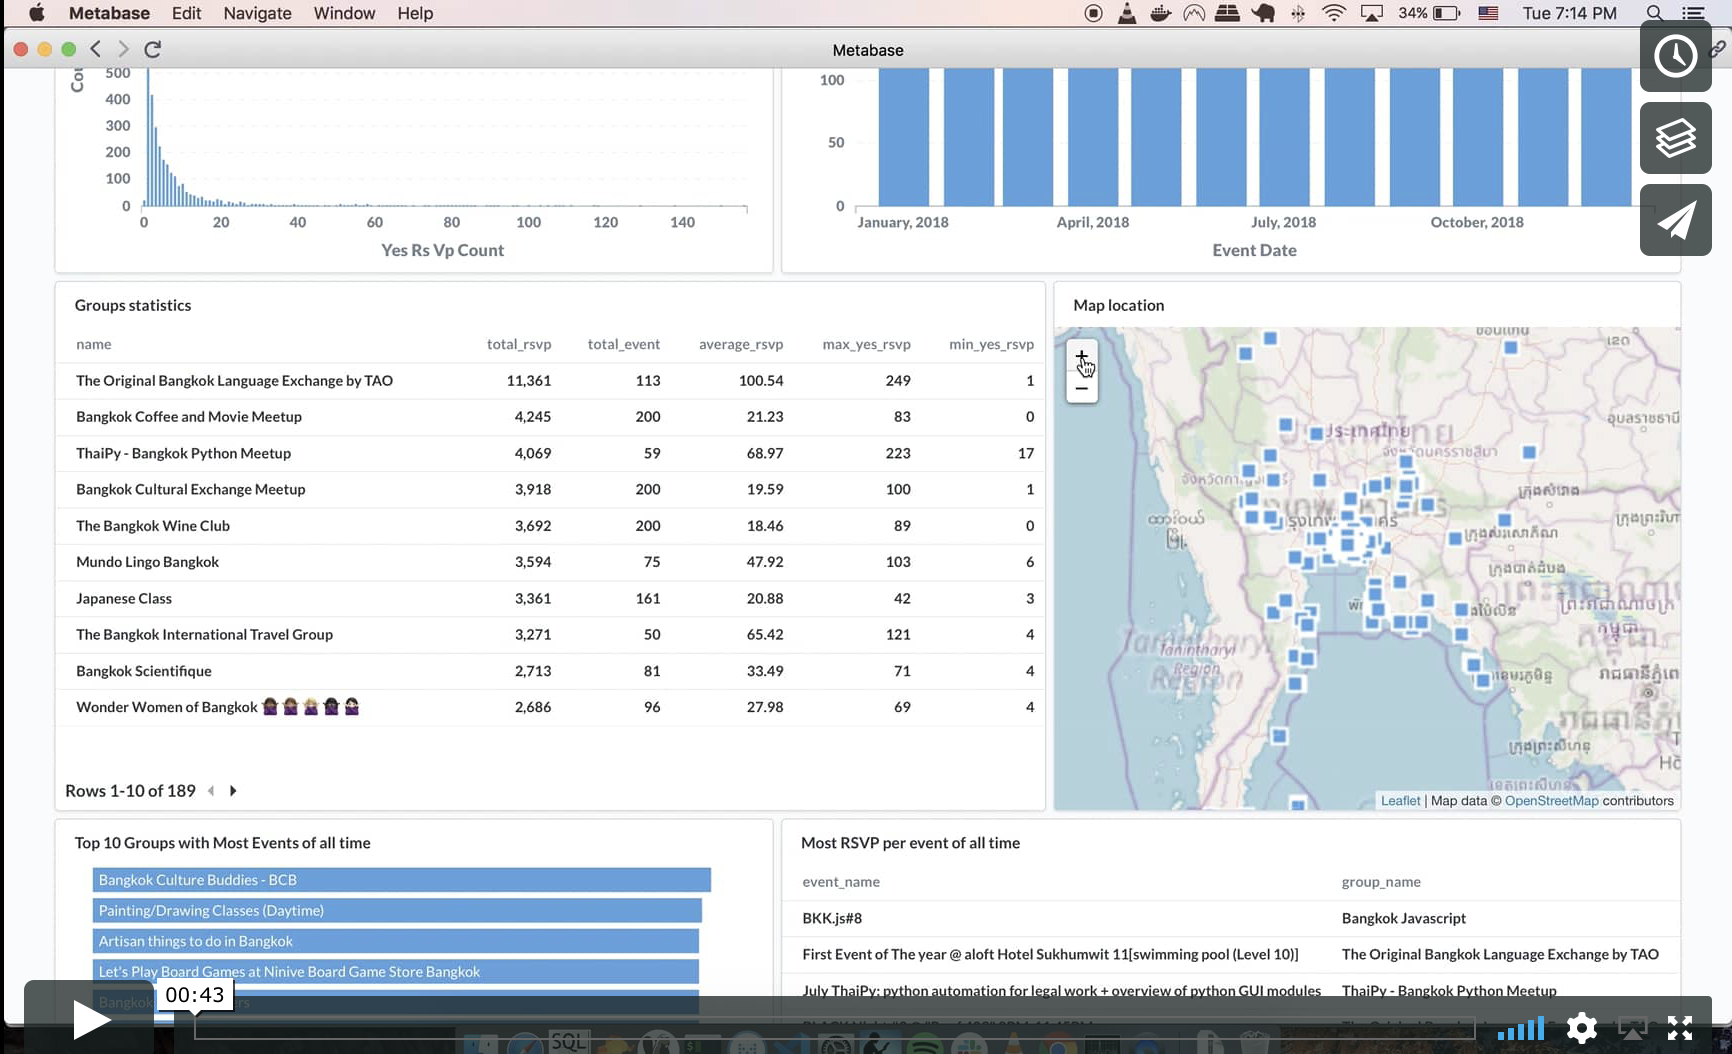 Metabase Edit Navigate Window Help 34% Tue 7:14 PM
Metabase
500
400
300
200
100
0
0 20 40 60 80 100 120 140
Yes Rs Vp Count
100
50
0
January, 2018 April, 2018 July, 2018 October, 2018
Event Date
Groups statistics
name total_rsvp total_event average_rsvp max_yes_rsvp min_yes_rsvp
The Original Bangkok Language Exchange by TAO 11,361 113 100.54 249 1
Bangkok Coffee and Movie Meetup 4,245 200 21.23 83 0
ThaiPy - Bangkok Python Meetup 4,069 59 68.97 223 17
Bangkok Cultural Exchange Meetup 3,918 200 19.59 100 1
The Bangkok Wine Club 3,692 200 18.46 89 0
Mundo Lingo Bangkok 3,594 75 47.92 103 6
Japanese Class 3,361 161 20.88 42 3
The Bangkok International Travel Group 3,271 50 65.42 121 4
Bangkok Scientifique 2,713 81 33.49 71 4
Wonder Women of Bangkok 2,686 96 27.98 69 4
Rows 1-10 of 189
Map location
+
−
ประเทศไทย
Tanintharyi
Region
Leaflet | Map data © OpenStreetMap contributors
Top 10 Groups with Most Events of all time
Bangkok Culture Buddies - BCB
Painting/Drawing Classes (Daytime)
Artisan things to do in Bangkok
Let's Play Board Games at Ninive Board Game Store Bangkok
Bangkok
00:43
Most RSVP per event of all time
event_name group_name
BKK.js#8 Bangkok Javascript
First Event of The year @ aloft Hotel Sukhumwit 11[swimming pool (Level 10)] The Original Bangkok Language Exchange by TAO
July ThaiPy: python automation for legal work + overview of python GUI modules ThaiPy - Bangkok Python Meetup
SQL